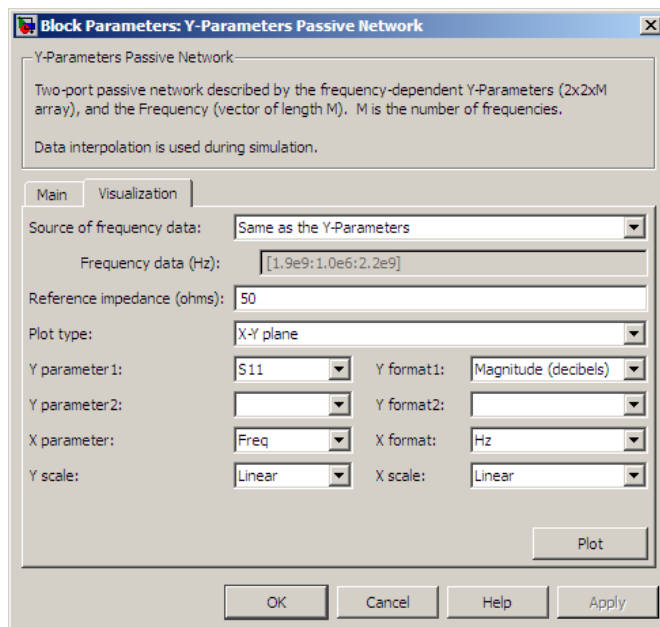 Block Parameters: Y-Parameters Passive Network
Y-Parameters Passive Network
Two-port passive network described by the frequency-dependent Y-Parameters (2x2xM
array), and the Frequency (vector of length M).  M is the number of frequencies.
Data interpolation is used during simulation.
Main Visualization
Source of frequency data: Same as the Y-Parameters
Frequency data (Hz): [1.9e9:1.0e6:2.2e9]
Reference impedance (ohms): 50
Plot type: X-Y plane
Y parameter1: S11 Y format1: Magnitude (decibels)
Y parameter2: Y format2:
X parameter: Freq X format: Hz
Y scale: Linear X scale: Linear
Plot
OK Cancel Help Apply